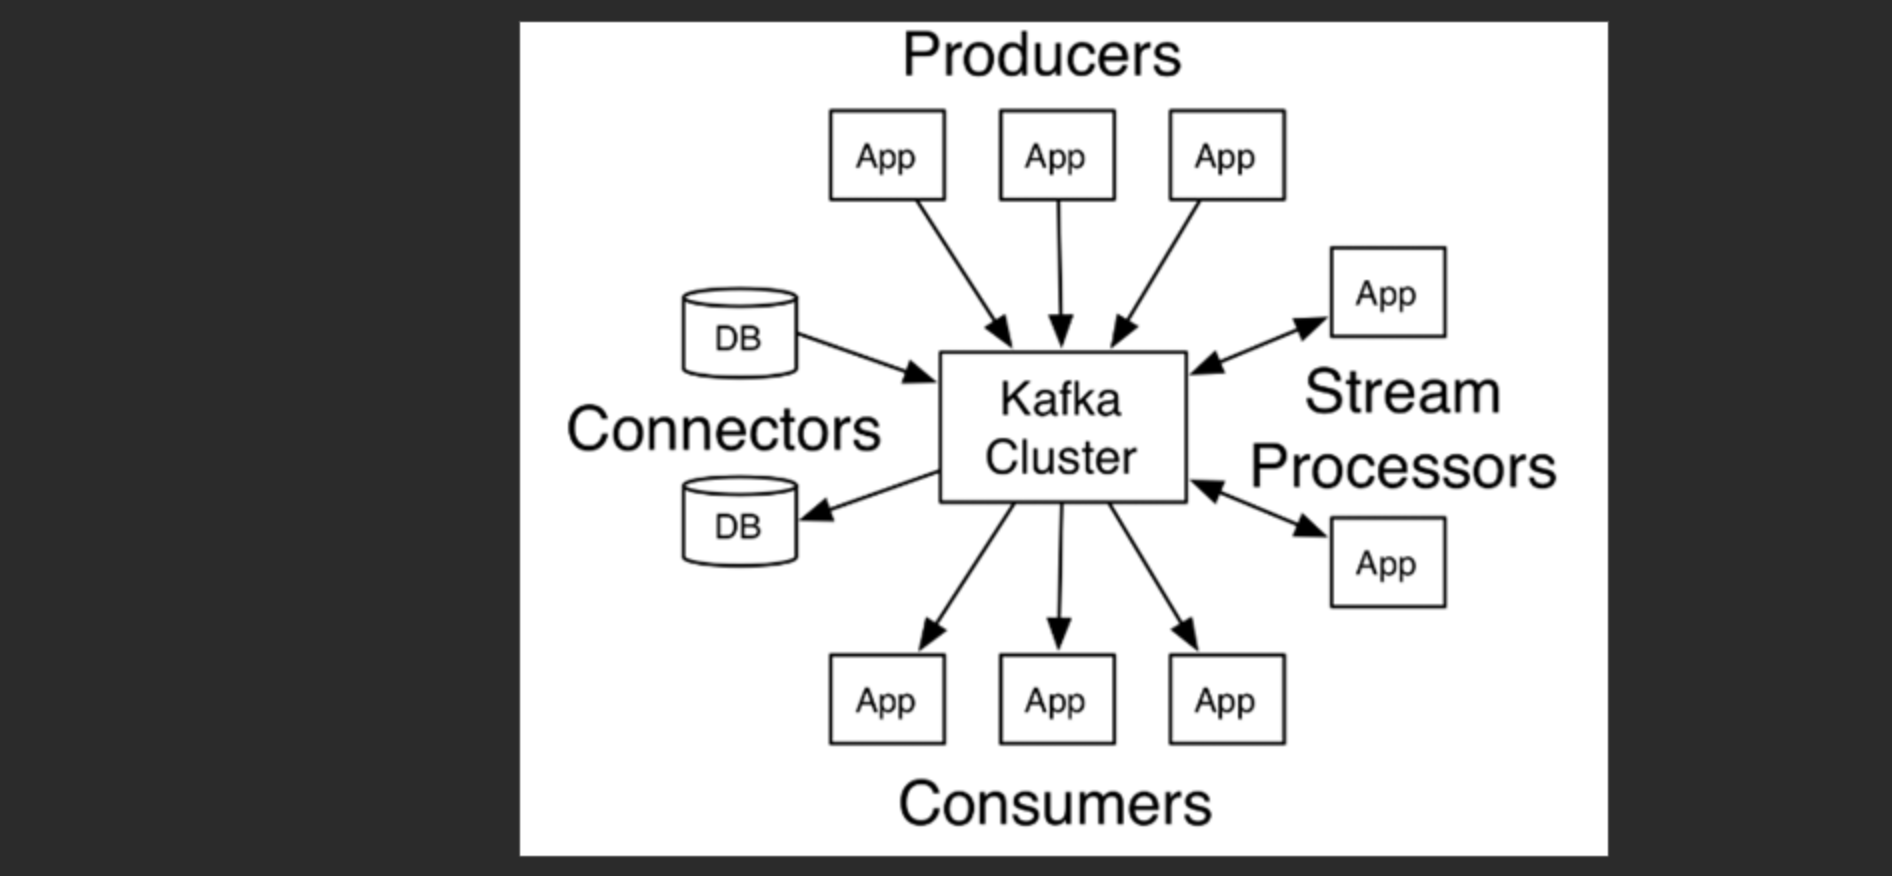 Producers
App
App
App
App
DB
Kafka
Cluster
Stream
Processors
Connectors
DB
App
App
App
App
Consumers